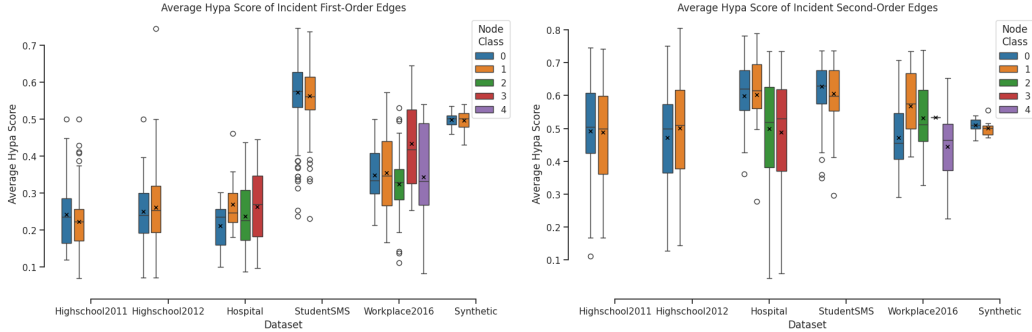 Average Hypa Score of Incident First-Order Edges
Node
Class
0
1
2
3
4
0.7
0.6
0.5
0.4
0.3
0.2
0.1
Average Hypa Score
Highschool2011
Highschool2012
Hospital
StudentSMS
Workplace2016
Synthetic
Dataset
Average Hypa Score of Incident Second-Order Edges
Node
Class
0
1
2
3
4
0.8
0.7
0.6
0.5
0.4
0.3
0.2
0.1
Average Hypa Score
Highschool2011
Highschool2012
Hospital
StudentSMS
Workplace2016
Synthetic
Dataset